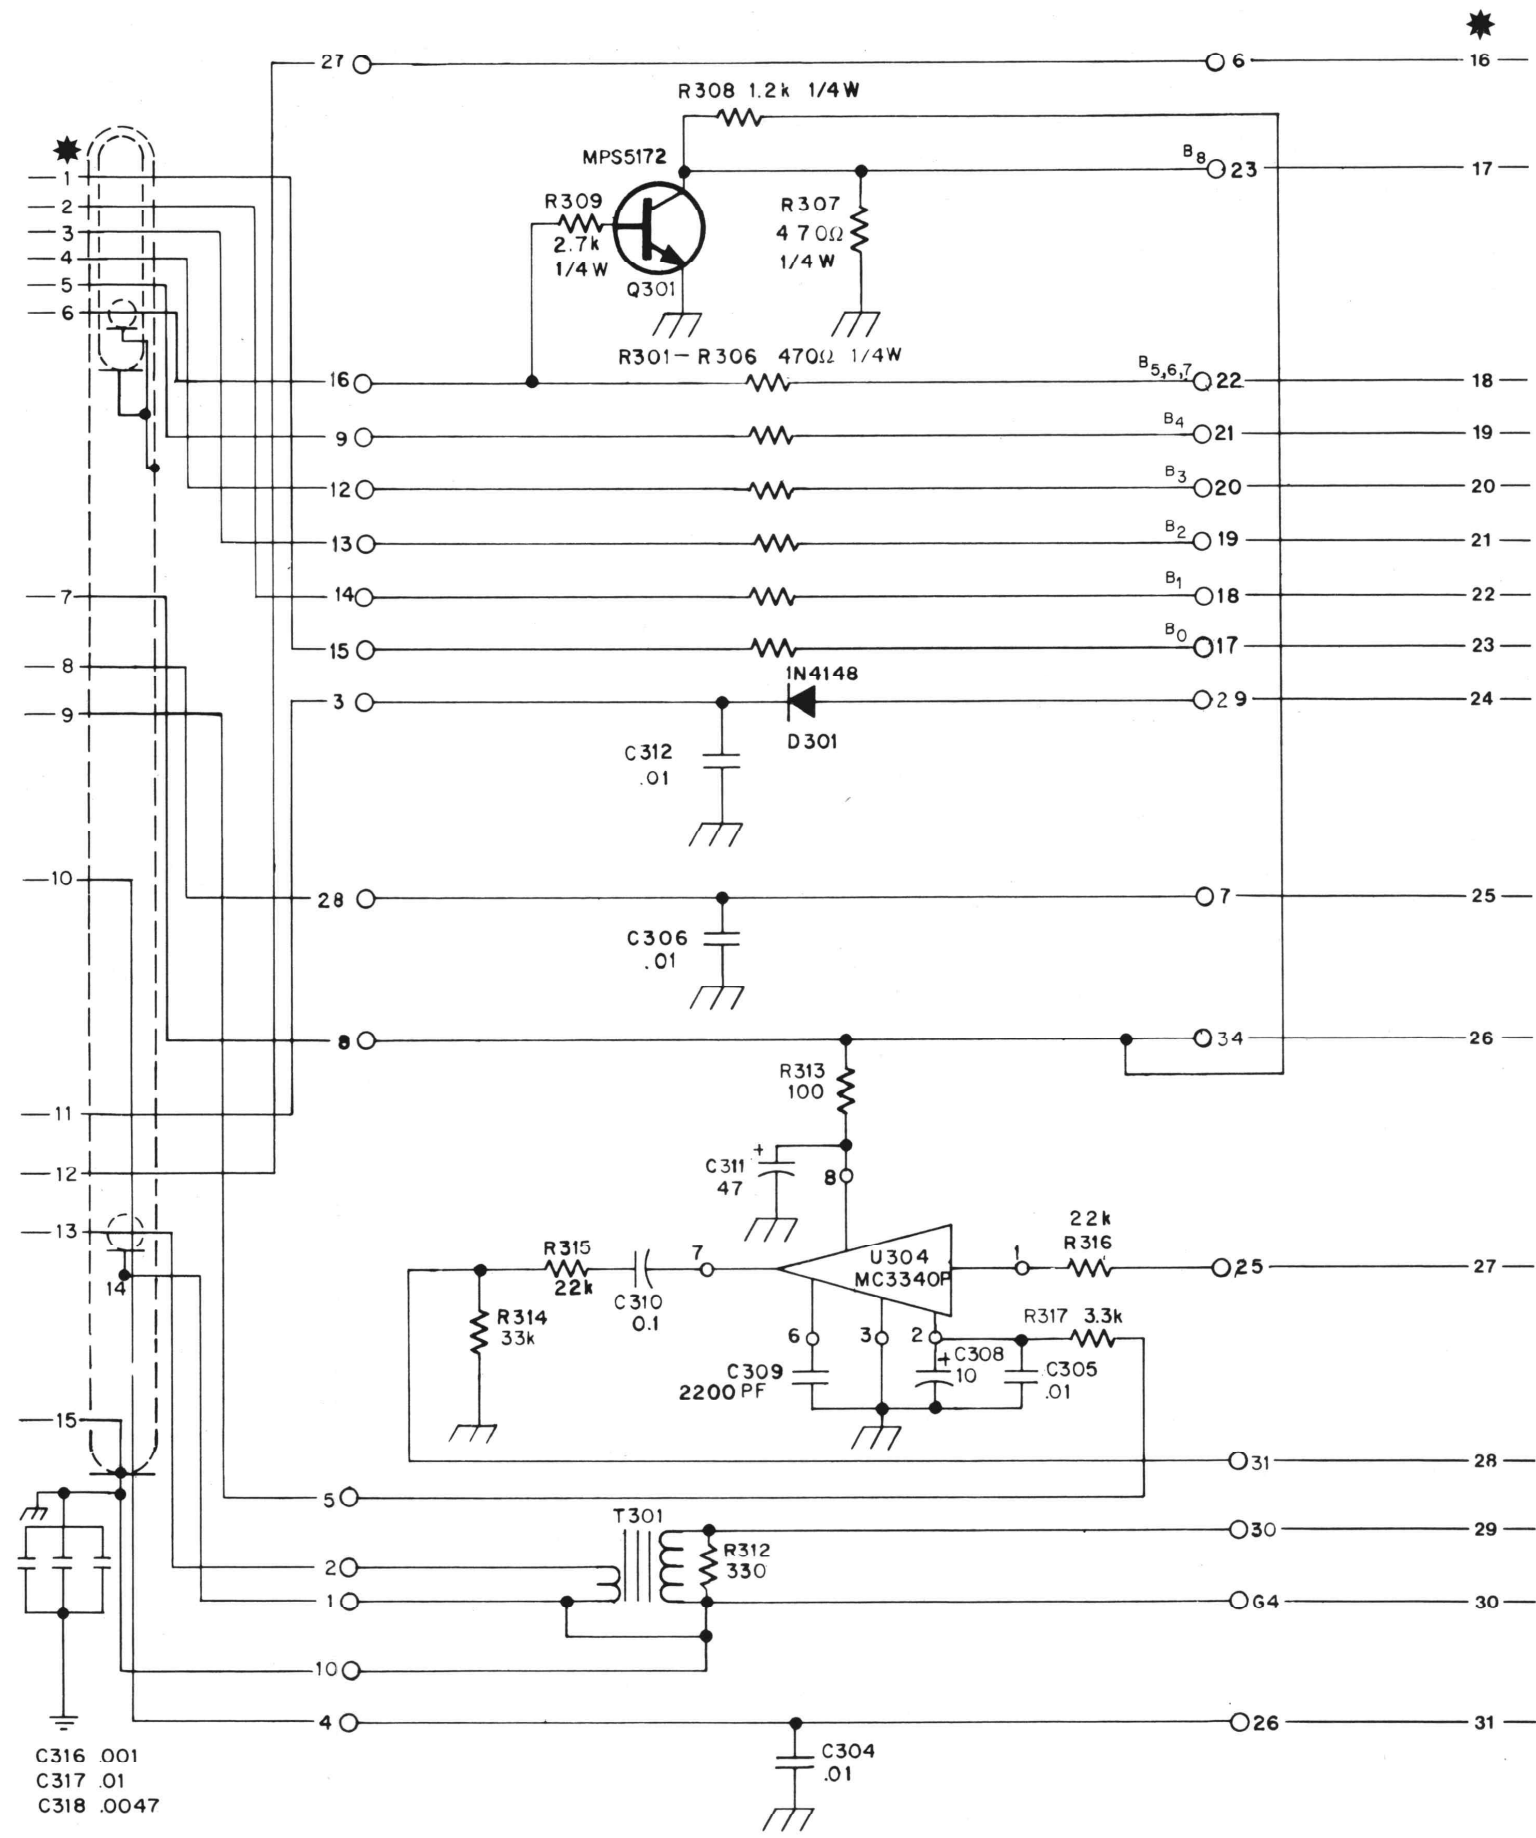 27
6
16
R308 1.2k 1/4W
MPS5172
B8
23
17
1
2
3
4
5
6
R309
2.7k
1/4W
R307
470Ω
1/4W
Q301
R301-R306 470Ω 1/4W
16
B5,6,7
22
18
9
B4
21
19
12
B3
20
20
13
B2
19
21
7
14
B1
18
22
15
B0
17
23
8
1N4148
3
29
24
9
D301
C312
.01
10
28
7
25
C306
.01
8
34
26
R313
100
11
C311
+
47
8
12
13
22k
R316
R315
22k
7
U304
MC3340P
1
25
27
14
C310
0.1
R314
33k
R317 3.3k
6
3
2
C309
2200PF
+
C308
10
C305
.01
15
31
28
5
T301
30
29
R312
330
2
1
G4
30
10
4
26
31
C304
.01
C316 .001
C317 .01
C318 .0047